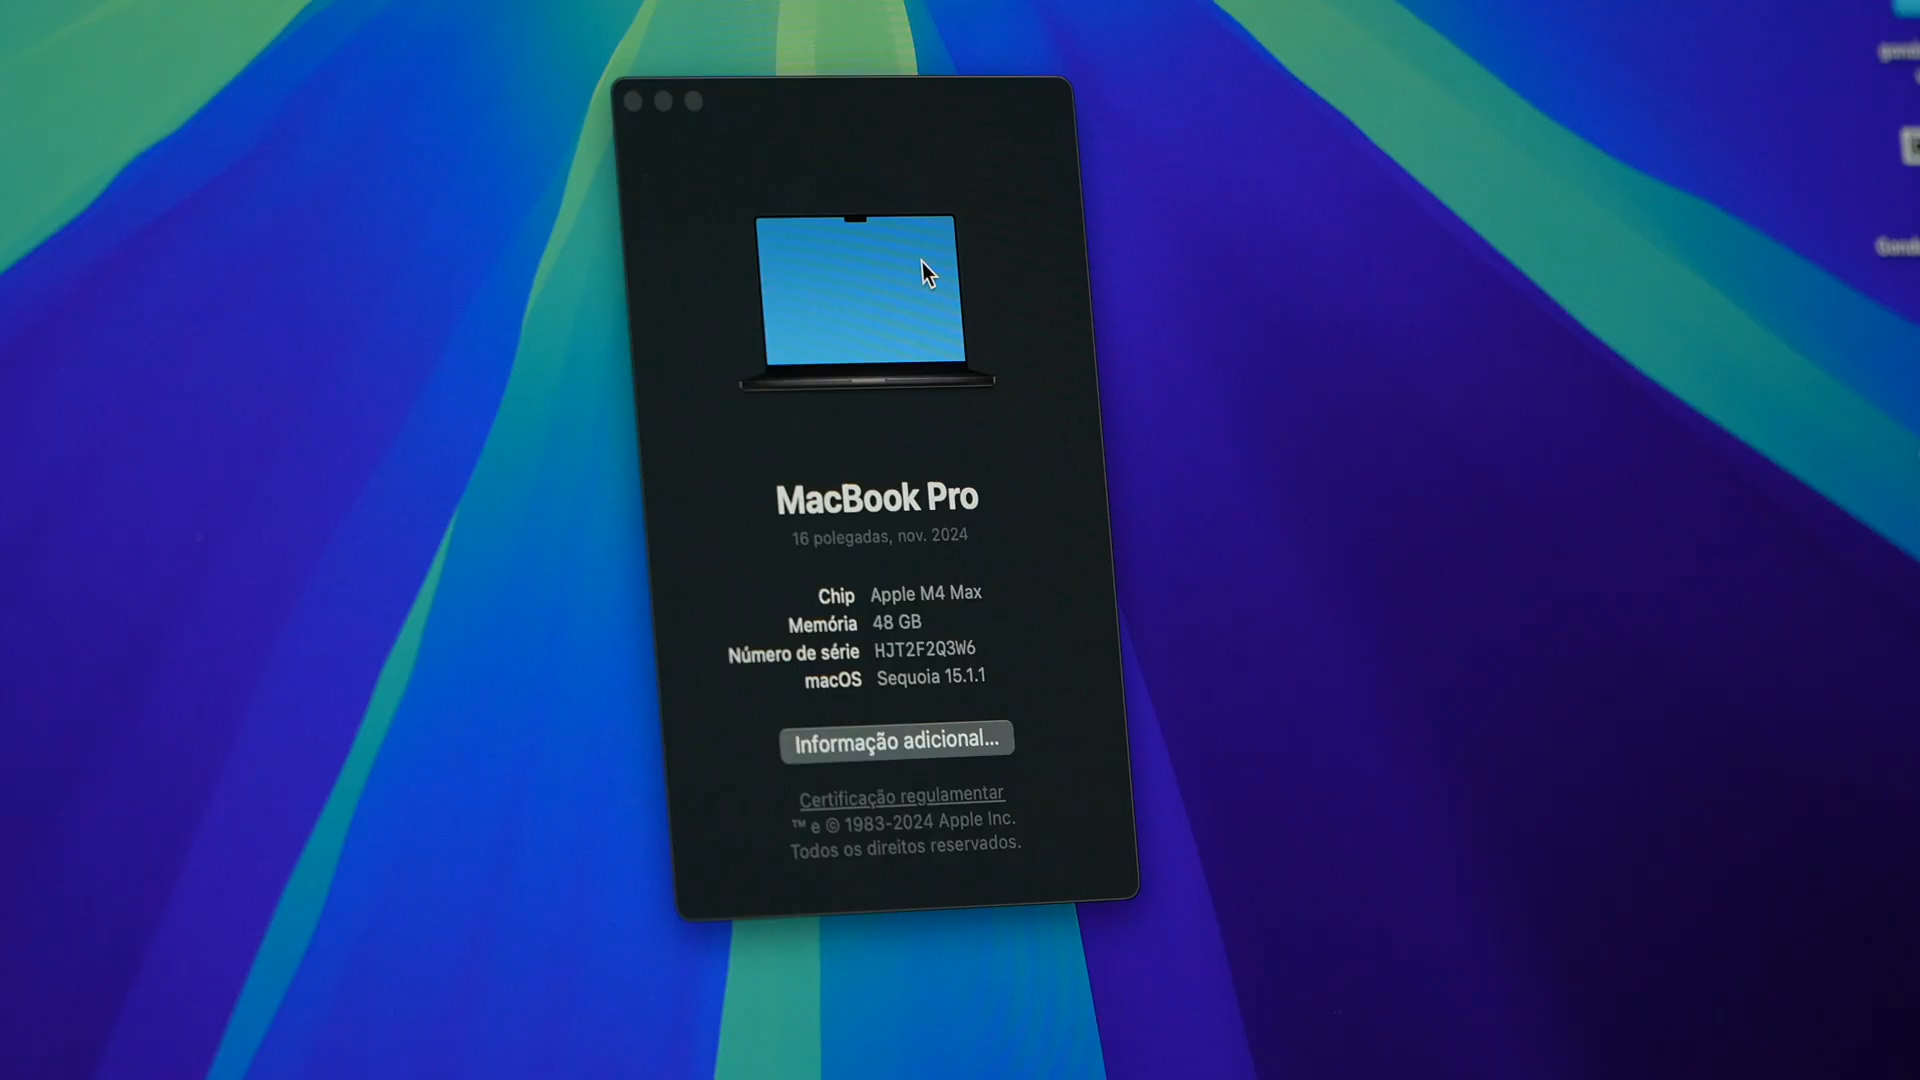 MacBook Pro
16 polegadas, nov. 2024
Chip Apple M4 Max
Memória 48 GB
Número de série HJT2F2Q3W6
macOS Sequoia 15.1.1
Informação adicional...
Certificação regulamentar
™ e © 1983-2024 Apple Inc.
Todos os direitos reservados.